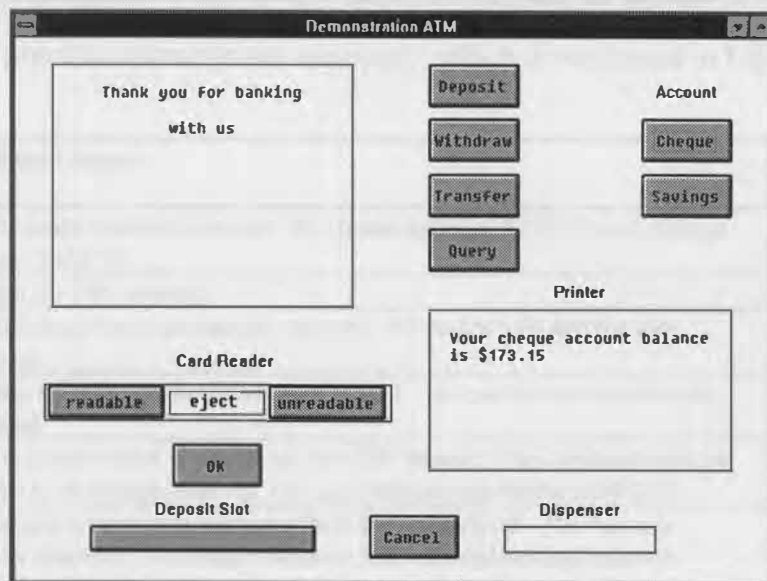 Demonstration ATM
Thank you for banking
with us
Deposit
Withdraw
Transfer
Query
Account
Cheque
Savings
Printer
Your cheque account balance
is $173.15
Card Reader
readable
eject
unreadable
OK
Deposit Slot
Cancel
Dispenser